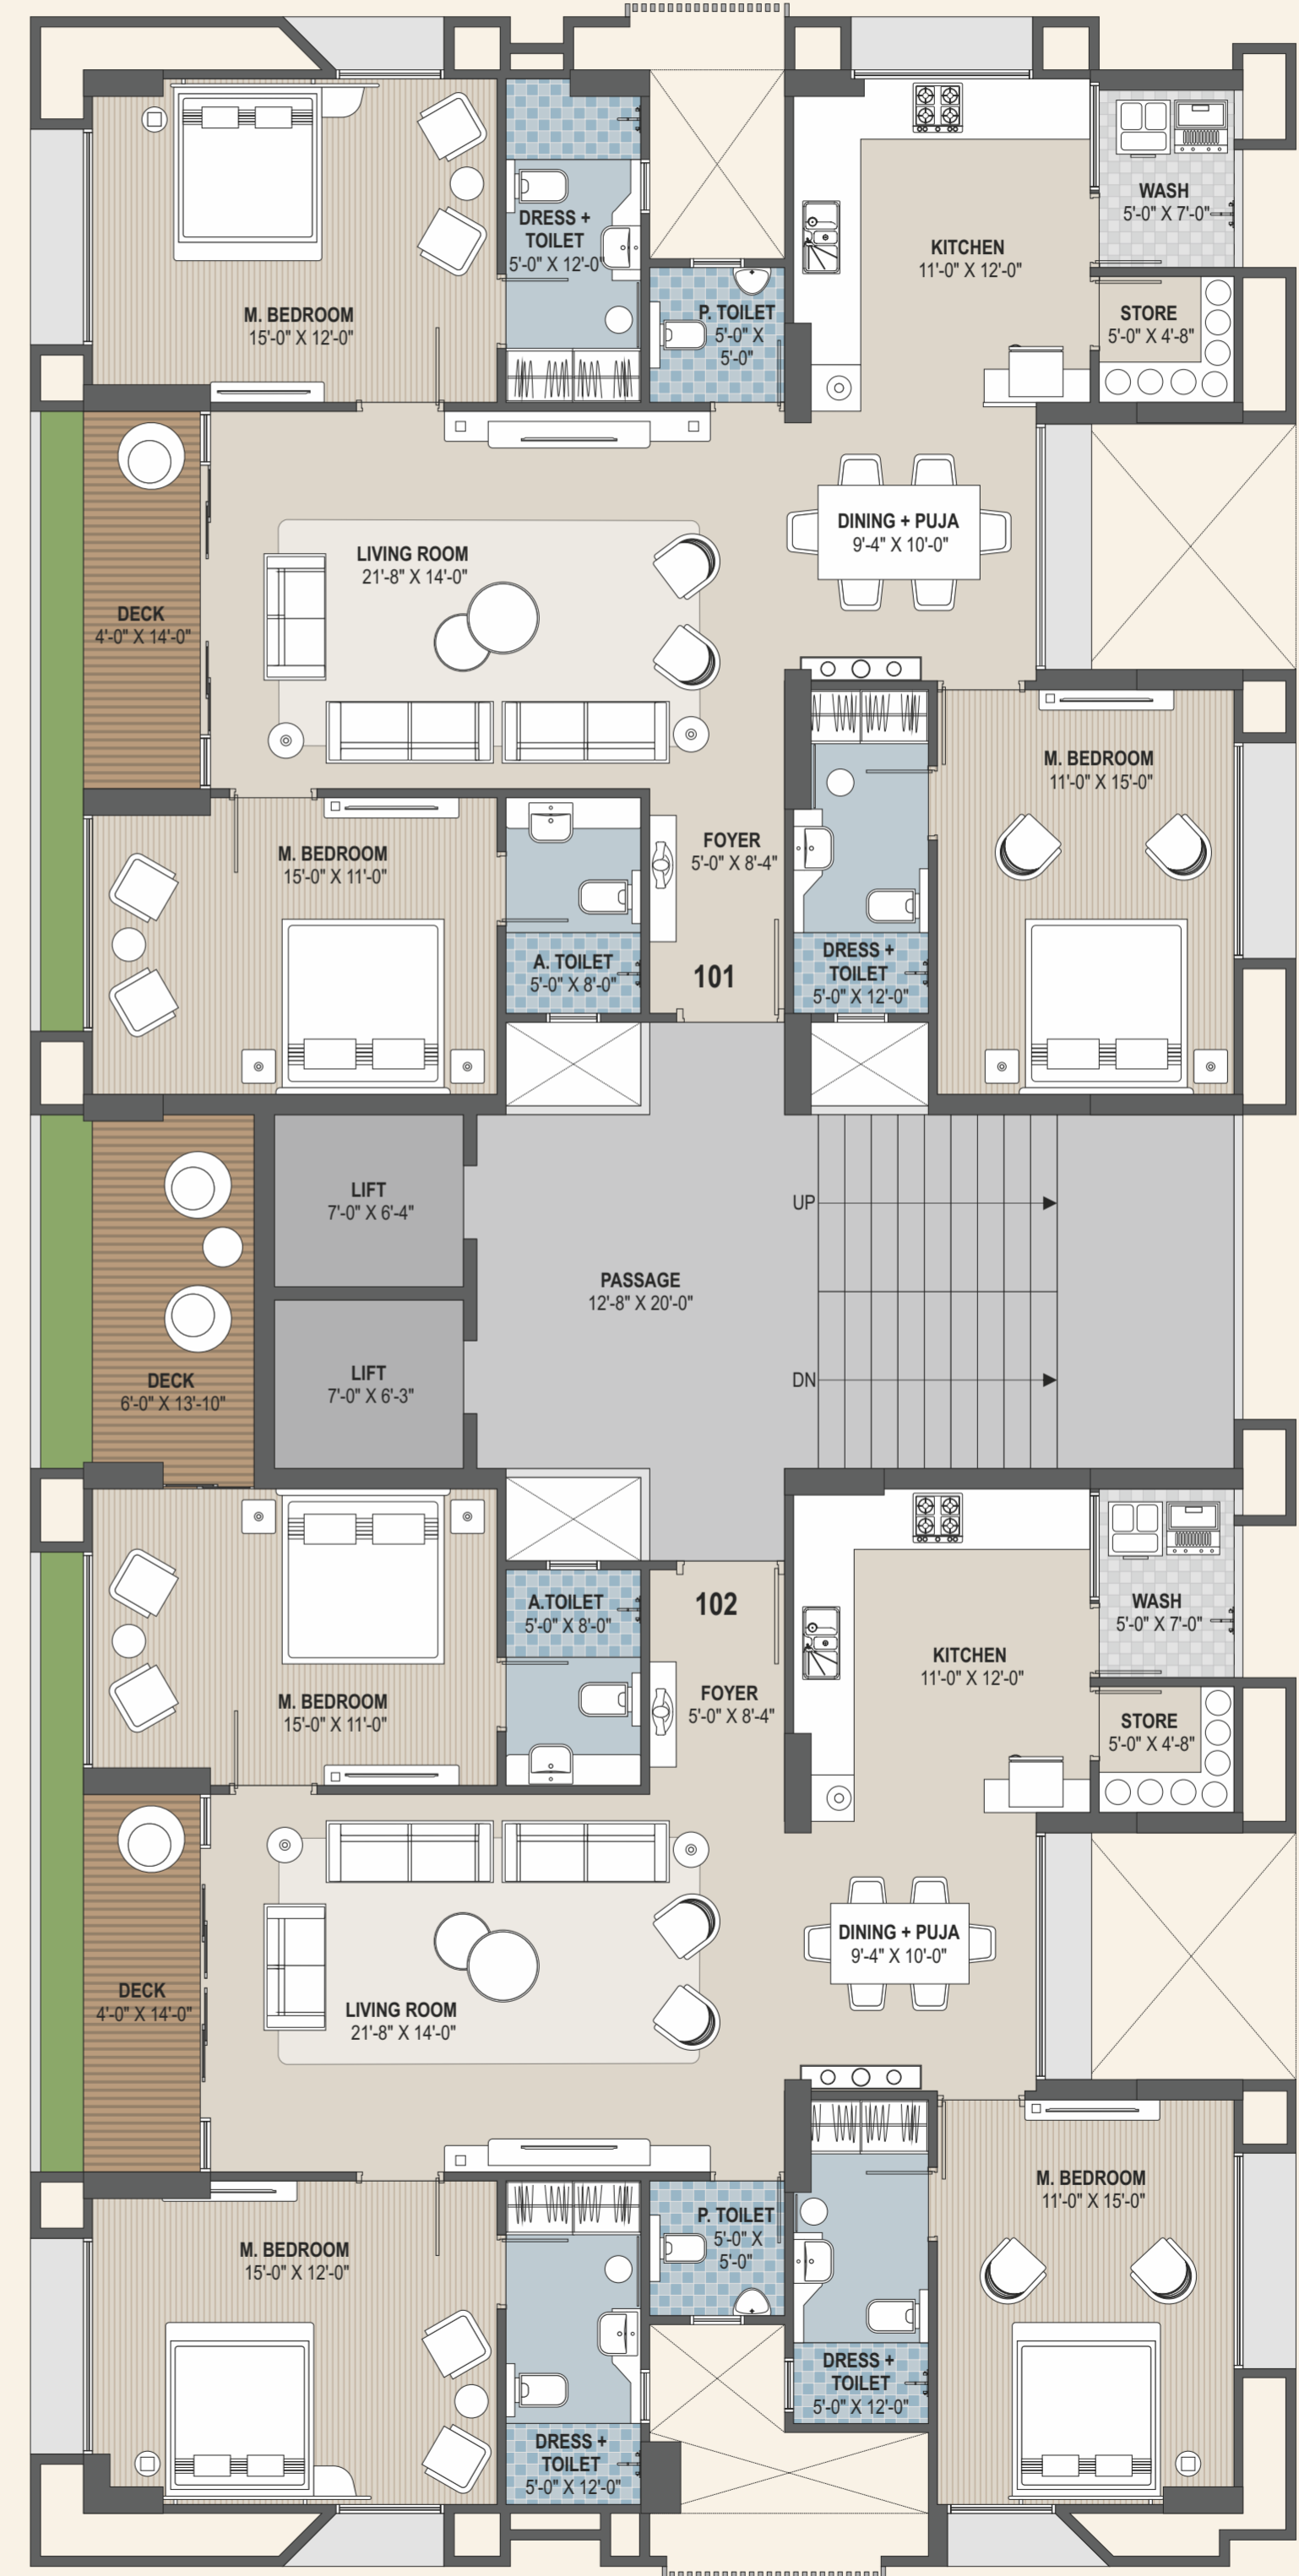 DRESS +
TOILET
5'-0" X 12'-0"
WASH
5'-0" X 7'-0"
KITCHEN
11'-0" X 12'-0"
M. BEDROOM
15'-0" X 12'-0"
P. TOILET
5'-0" X
5'-0"
STORE
5'-0" X 4'-8"
LIVING ROOM
21'-8" X 14'-0"
DINING + PUJA
9'-4" X 10'-0"
DECK
4'-0" X 14'-0"
M. BEDROOM
11'-0" X 15'-0"
M. BEDROOM
15'-0" X 11'-0"
FOYER
5'-0" X 8'-4"
A. TOILET
5'-0" X 8'-0"
101
DRESS +
TOILET
5'-0" X 12'-0"
LIFT
7'-0" X 6'-4"
UP
PASSAGE
12'-8" X 20'-0"
LIFT
7'-0" X 6'-3"
DN
DECK
6'-0" X 13'-10"
A.TOILET
5'-0" X 8'-0"
102
WASH
5'-0" X 7'-0"
KITCHEN
11'-0" X 12'-0"
M. BEDROOM
15'-0" X 11'-0"
FOYER
5'-0" X 8'-4"
STORE
5'-0" X 4'-8"
DINING + PUJA
9'-4" X 10'-0"
DECK
4'-0" X 14'-0"
LIVING ROOM
21'-8" X 14'-0"
M. BEDROOM
11'-0" X 15'-0"
P. TOILET
5'-0" X
5'-0"
M. BEDROOM
15'-0" X 12'-0"
DRESS +
TOILET
5'-0" X 12'-0"
DRESS +
TOILET
5'-0" X 12'-0"